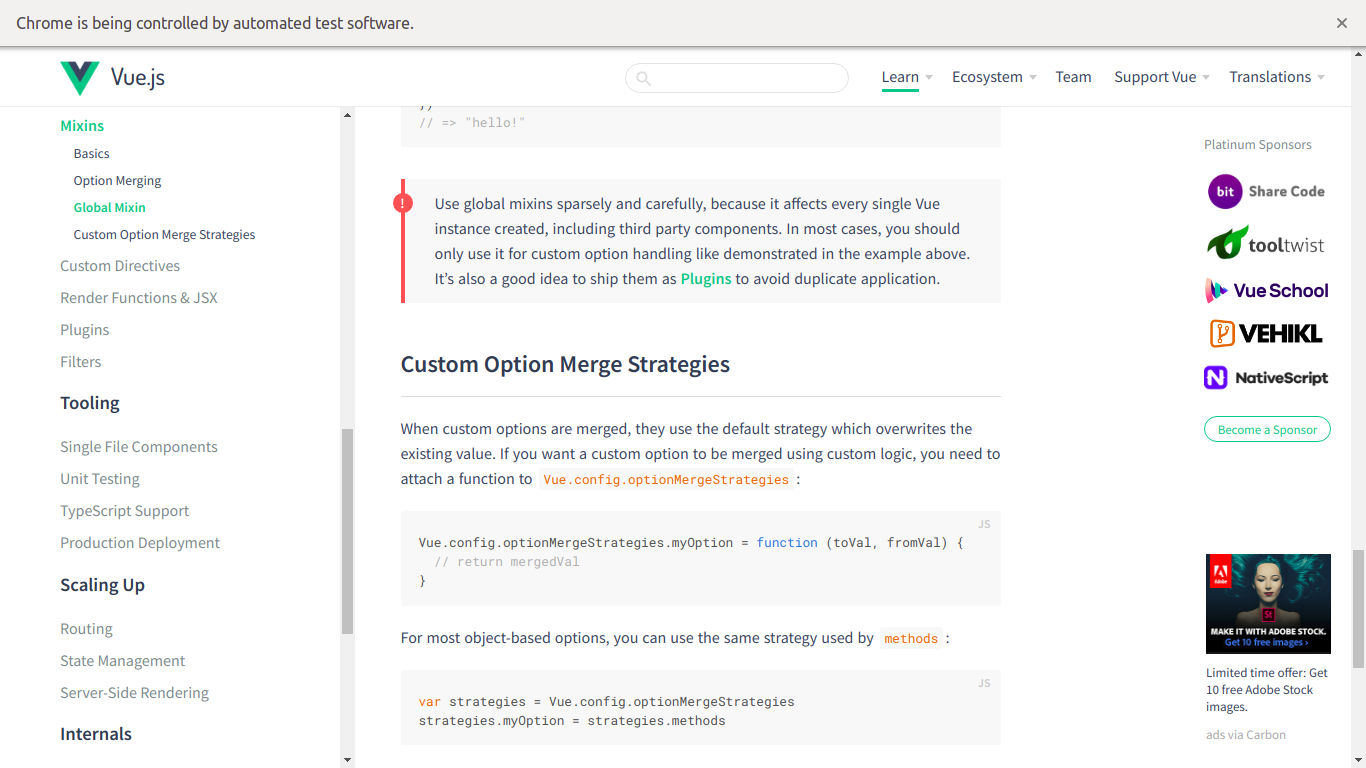 Chrome is being controlled by automated test software.
Vue.js
Learn
Ecosystem
Team
Support Vue
Translations
Mixins
Basics
Option Merging
Global Mixin
Custom Option Merge Strategies
Custom Directives
Render Functions & JSX
Plugins
Filters
Tooling
Single File Components
Unit Testing
TypeScript Support
Production Deployment
Scaling Up
Routing
State Management
Server-Side Rendering
Internals
})
// => "hello!"
Use global mixins sparsely and carefully, because it affects every single Vue
instance created, including third party components. In most cases, you should
only use it for custom option handling like demonstrated in the example above.
It’s also a good idea to ship them as Plugins to avoid duplicate application.
Custom Option Merge Strategies
When custom options are merged, they use the default strategy which overwrites the
existing value. If you want a custom option to be merged using custom logic, you need to
attach a function to Vue.config.optionMergeStrategies :
JS
Vue.config.optionMergeStrategies.myOption = function (toVal, fromVal) {
// return mergedVal
}
For most object-based options, you can use the same strategy used by methods :
JS
var strategies = Vue.config.optionMergeStrategies
strategies.myOption = strategies.methods
Platinum Sponsors
bit Share Code
tooltwist
Vue School
VEHIKL
NativeScript
Become a Sponsor
Adobe
St
MAKE IT WITH ADOBE STOCK.
Get 10 free images ›
Limited time offer: Get
10 free Adobe Stock
images.
ads via Carbon